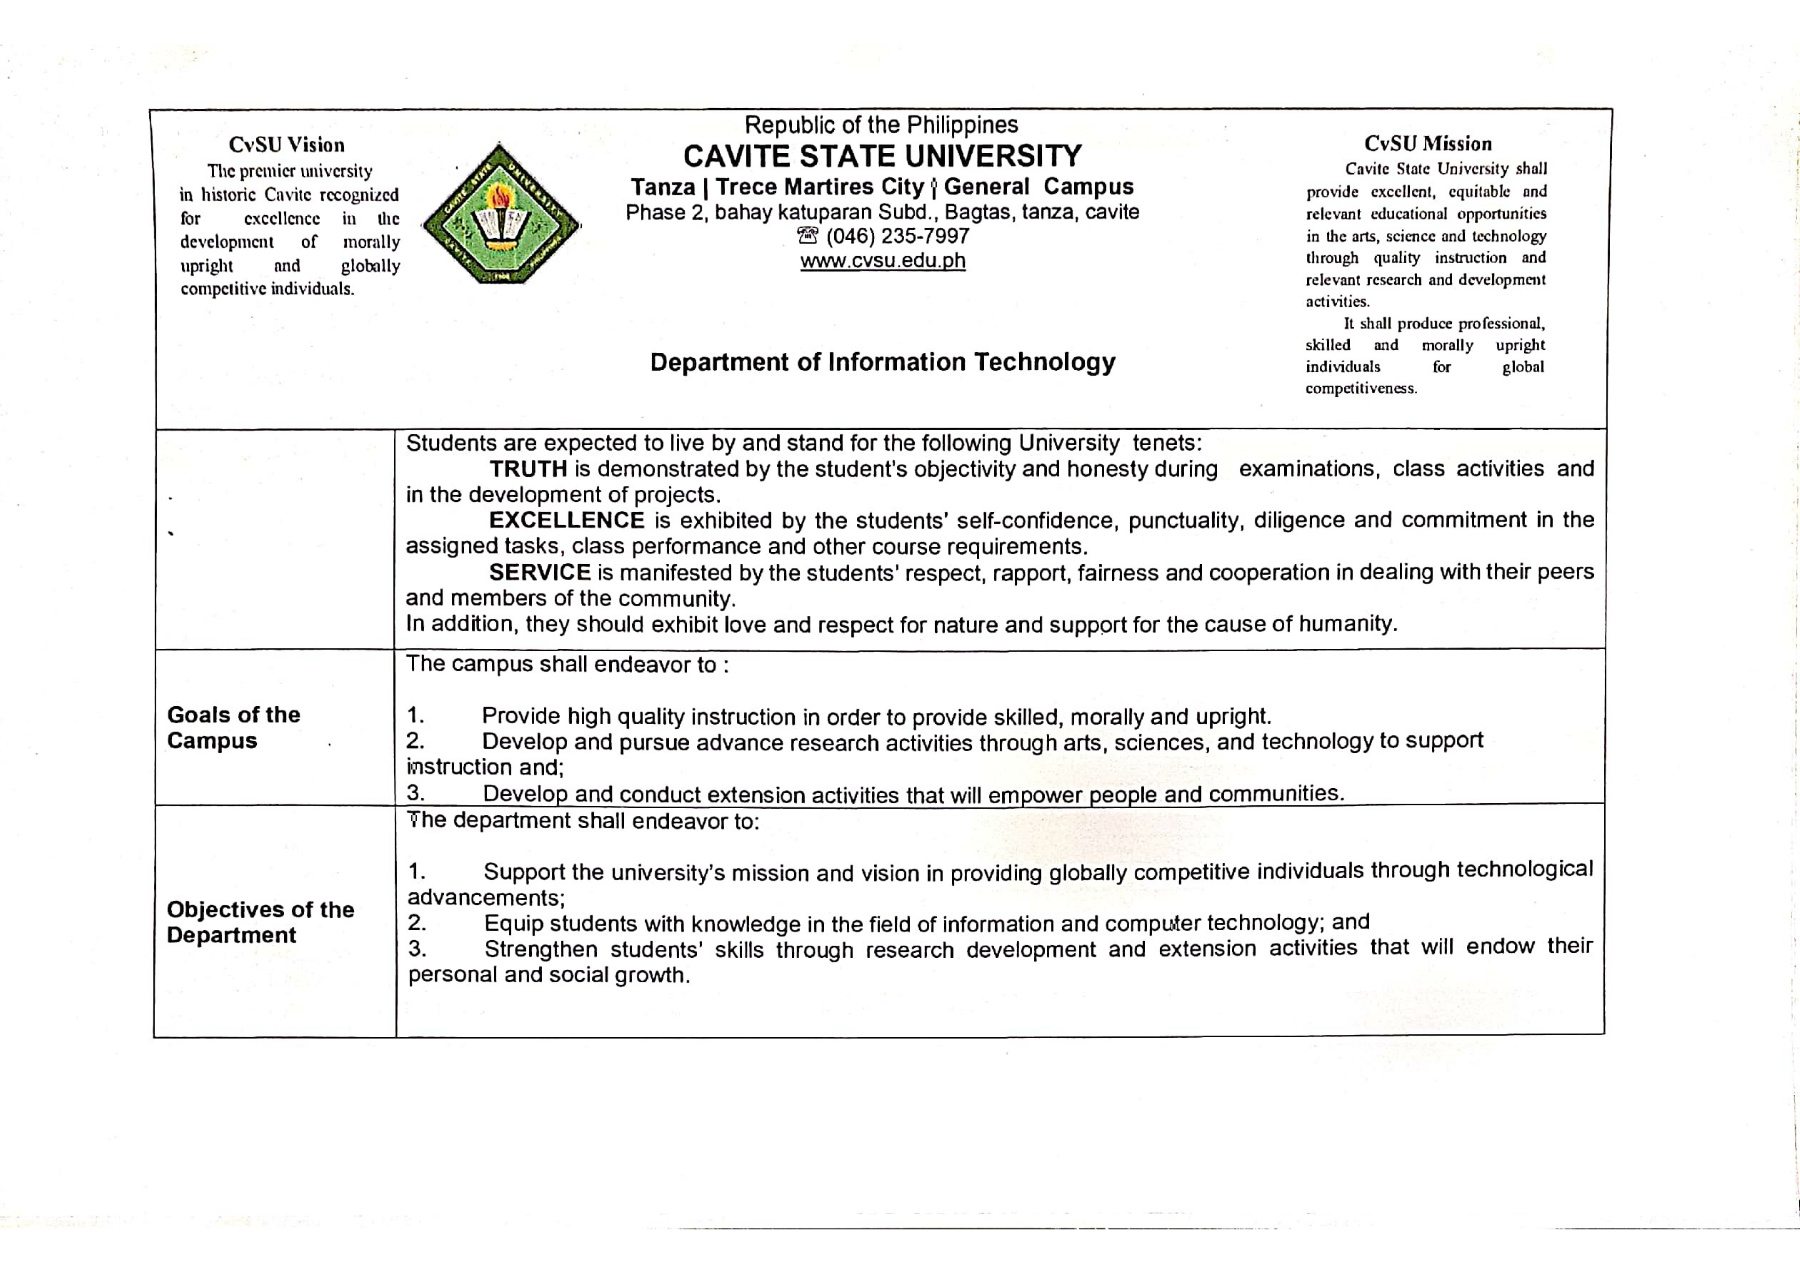 CvSU Vision
The premier university
in historic Cavite recognized
for excellence in the
development of morally
upright and globally
competitive individuals.
CAVITE STATE UNIVERSITY
Republic of the Philippines
CAVITE STATE UNIVERSITY
Tanza | Trece Martires City | General Campus
Phase 2, bahay katuparan Subd., Bagtas, tanza, cavite
☏ (046) 235-7997
www.cvsu.edu.ph
Department of Information Technology
CvSU Mission
Cavite State University shall
provide excellent, equitable and
relevant educational opportunities
in the arts, science and technology
through quality instruction and
relevant research and development
activities.
It shall produce professional,
skilled and morally upright
individuals for global
competitiveness.
Students are expected to live by and stand for the following University tenets:
TRUTH is demonstrated by the student's objectivity and honesty during examinations, class activities and
in the development of projects.
EXCELLENCE is exhibited by the students' self-confidence, punctuality, diligence and commitment in the
assigned tasks, class performance and other course requirements.
SERVICE is manifested by the students' respect, rapport, fairness and cooperation in dealing with their peers
and members of the community.
In addition, they should exhibit love and respect for nature and support for the cause of humanity.
Goals of the
Campus
The campus shall endeavor to :
1. Provide high quality instruction in order to provide skilled, morally and upright.
2. Develop and pursue advance research activities through arts, sciences, and technology to support
instruction and;
3. Develop and conduct extension activities that will empower people and communities.
Objectives of the
Department
The department shall endeavor to:
1. Support the university's mission and vision in providing globally competitive individuals through technological
advancements;
2. Equip students with knowledge in the field of information and computer technology; and
3. Strengthen students' skills through research development and extension activities that will endow their
personal and social growth.